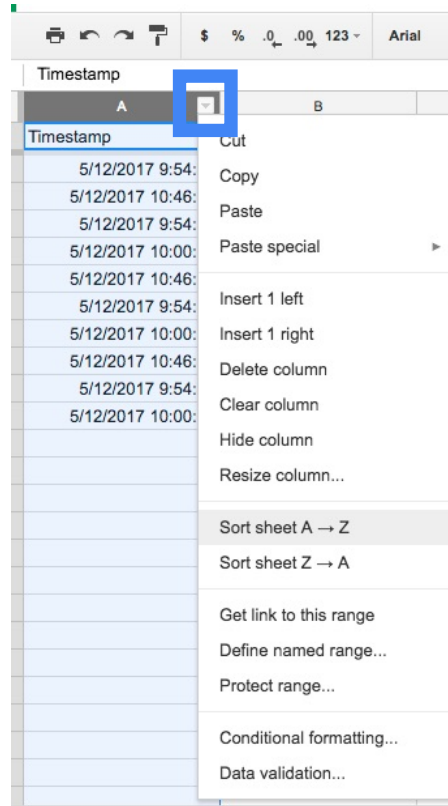 $ % .0 .00 123 Arial
Timestamp
A B
Timestamp
5/12/2017 9:54:
5/12/2017 10:46:
5/12/2017 9:54:
5/12/2017 10:00:
5/12/2017 10:46:
5/12/2017 9:54:
5/12/2017 10:00:
5/12/2017 10:46:
5/12/2017 9:54:
5/12/2017 10:00:
Cut
Copy
Paste
Paste special
Insert 1 left
Insert 1 right
Delete column
Clear column
Hide column
Resize column...
Sort sheet A → Z
Sort sheet Z → A
Get link to this range
Define named range...
Protect range...
Conditional formatting...
Data validation...